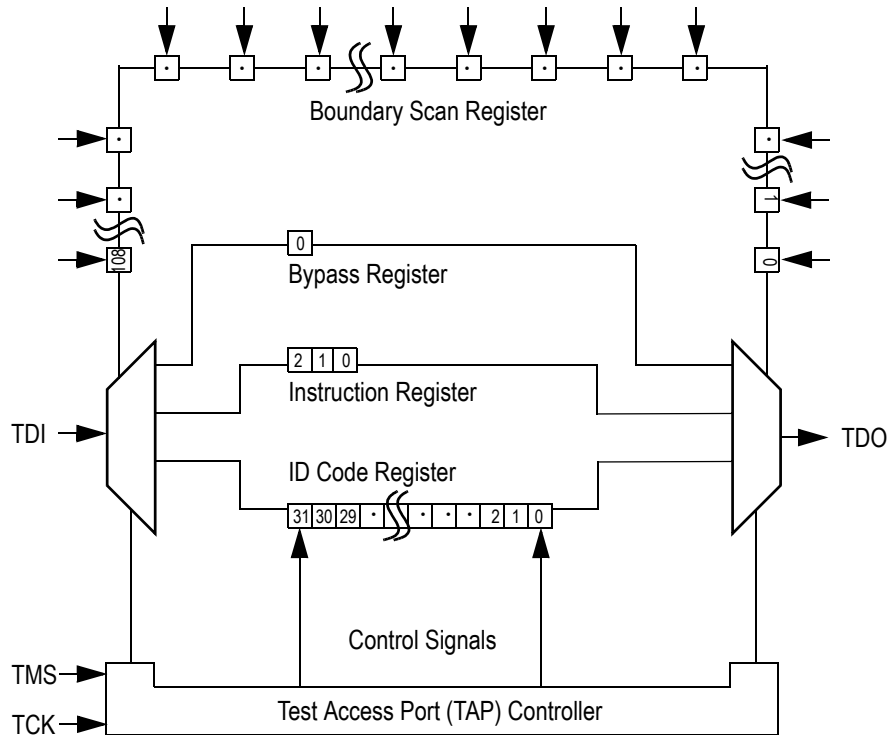 Boundary Scan Register
108
1
0
0
Bypass Register
2 1 0
Instruction Register
TDI
TDO
ID Code Register
31 30 29 · · · · 2 1 0
Control Signals
TMS
TCK
Test Access Port (TAP) Controller